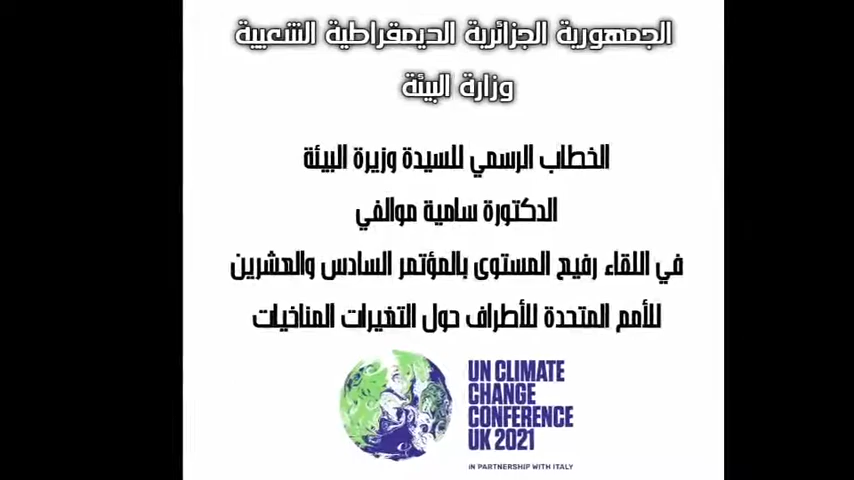 الجمهورية الجزائرية الديمقراطية الشعبية
وزارة البيئة
الخطاب الرسمي للسيدة وزيرة البيئة
الدكتورة سامية موالفي
في اللقاء رفيع المستوى بالمؤتمر السادس والعشرين
للأمم المتحدة للأطراف حول التغيرات المناخيات
UN CLIMATE
CHANGE
CONFERENCE
UK 2021
IN PARTNERSHIP WITH ITALY